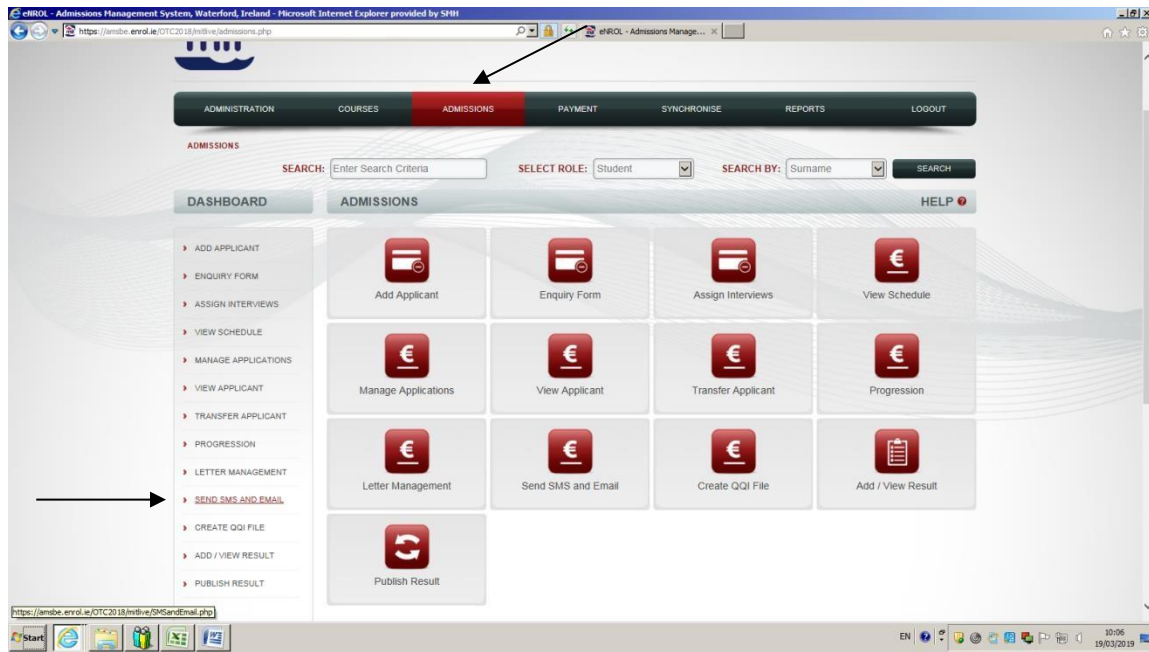 eNROL - Admissions Management System, Waterford, Ireland - Microsoft Internet Explorer provided by SMH
https://amsbe.enrol.ie/OTC2018/mitlive/admissions.php
eNROL - Admissions Manage...
ADMINISTRATION COURSES ADMISSIONS PAYMENT SYNCHRONISE REPORTS LOGOUT
ADMISSIONS
SEARCH: Enter Search Criteria SELECT ROLE: Student SEARCH BY: Surname SEARCH
DASHBOARD ADMISSIONS HELP ?
ADD APPLICANT
ENQUIRY FORM
ASSIGN INTERVIEWS
VIEW SCHEDULE
MANAGE APPLICATIONS
VIEW APPLICANT
TRANSFER APPLICANT
PROGRESSION
LETTER MANAGEMENT
SEND SMS AND EMAIL
CREATE QQI FILE
ADD / VIEW RESULT
PUBLISH RESULT
€
Add Applicant Enquiry Form Assign Interviews View Schedule
€ € € €
Manage Applications View Applicant Transfer Applicant Progression
€ € €
Letter Management Send SMS and Email Create QQI File Add / View Result
Publish Result
https://amsbe.enrol.ie/OTC2018/mitlive/SMSandEmail.php
Start EN 10:06
19/03/2019